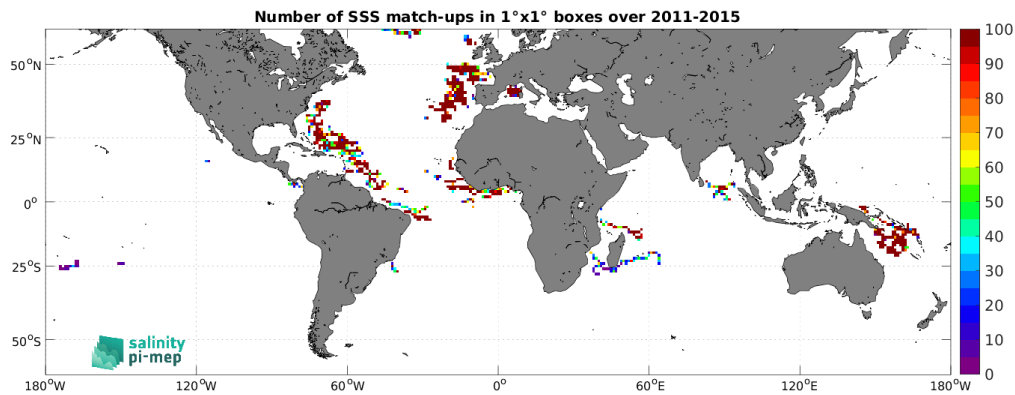 Number of SSS match-ups in 1°x1° boxes over 2011-2015
50°N
25°N
0°
25°S
50°S
180°W
120°W
60°W
0°
60°E
120°E
180°W
salinity
pi-mep
100
90
80
70
60
50
40
30
20
10
0